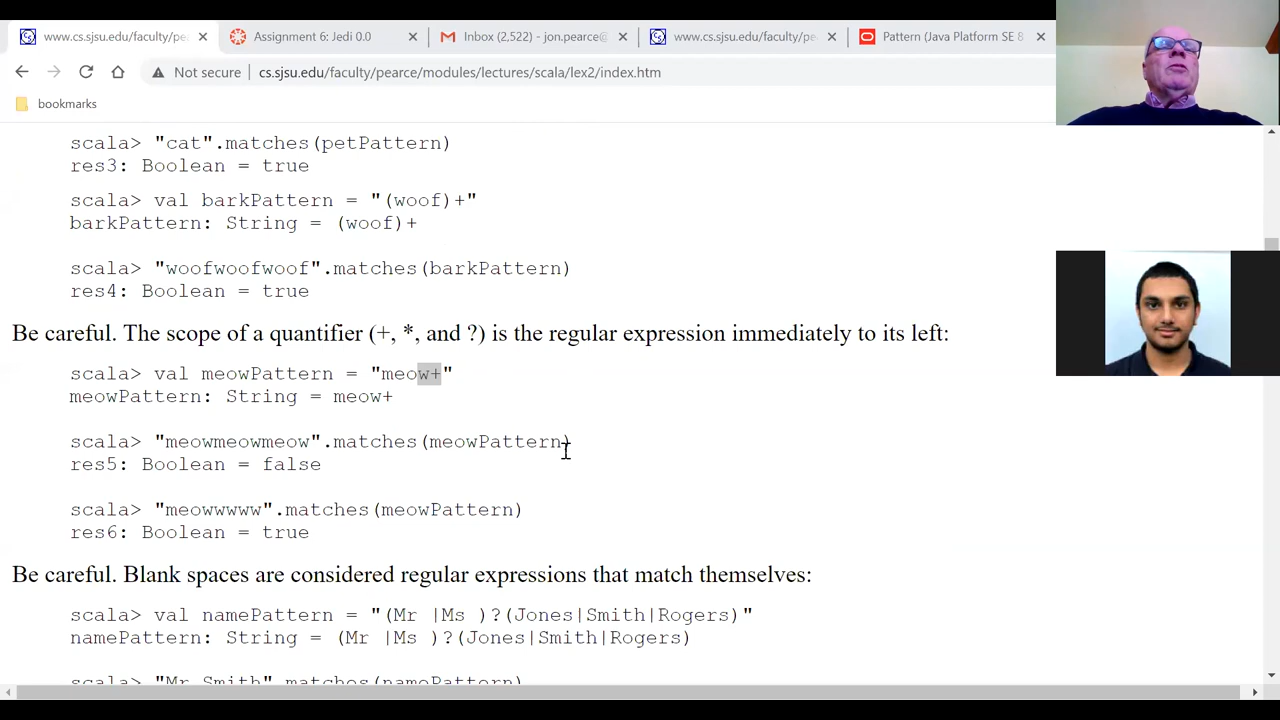 www.cs.sjsu.edu/faculty/pe
Assignment 6: Jedi 0.0
Inbox (2,522) - jon.pearce@
www.cs.sjsu.edu/faculty/pe
Pattern (Java Platform SE 8
Not secure
cs.sjsu.edu/faculty/pearce/modules/lectures/scala/lex2/index.htm
bookmarks
scala> "cat".matches(petPattern)
res3: Boolean = true
scala> val barkPattern = "(woof)+"
barkPattern: String = (woof)+
scala> "woofwoofwoof".matches(barkPattern)
res4: Boolean = true
Be careful. The scope of a quantifier (+, *, and ?) is the regular expression immediately to its left:
scala> val meowPattern = "meow+"
meowPattern: String = meow+
scala> "meowmeowmeow".matches(meowPattern)
res5: Boolean = false
scala> "meowwwww".matches(meowPattern)
res6: Boolean = true
Be careful. Blank spaces are considered regular expressions that match themselves:
scala> val namePattern = "(Mr |Ms )?(Jones|Smith|Rogers)"
namePattern: String = (Mr |Ms )?(Jones|Smith|Rogers)
scala> "Mr Smith".matches(namePattern)